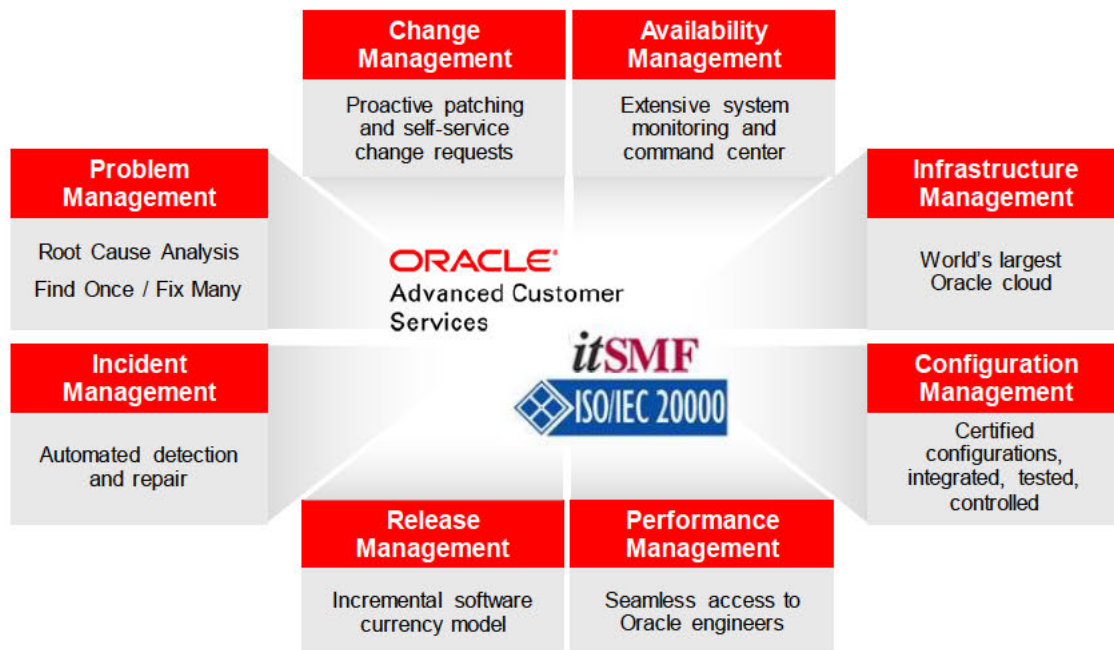 Change
Management
Proactive patching
and self-service
change requests
Availability
Management
Extensive system
monitoring and
command center
Problem
Management
Root Cause Analysis
Find Once / Fix Many
Infrastructure
Management
World's largest
Oracle cloud
ORACLE®
Advanced Customer
Services
itSMF
ISO/IEC 20000
Incident
Management
Automated detection
and repair
Configuration
Management
Certified
configurations,
integrated, tested,
controlled
Release
Management
Incremental software
currency model
Performance
Management
Seamless access to
Oracle engineers